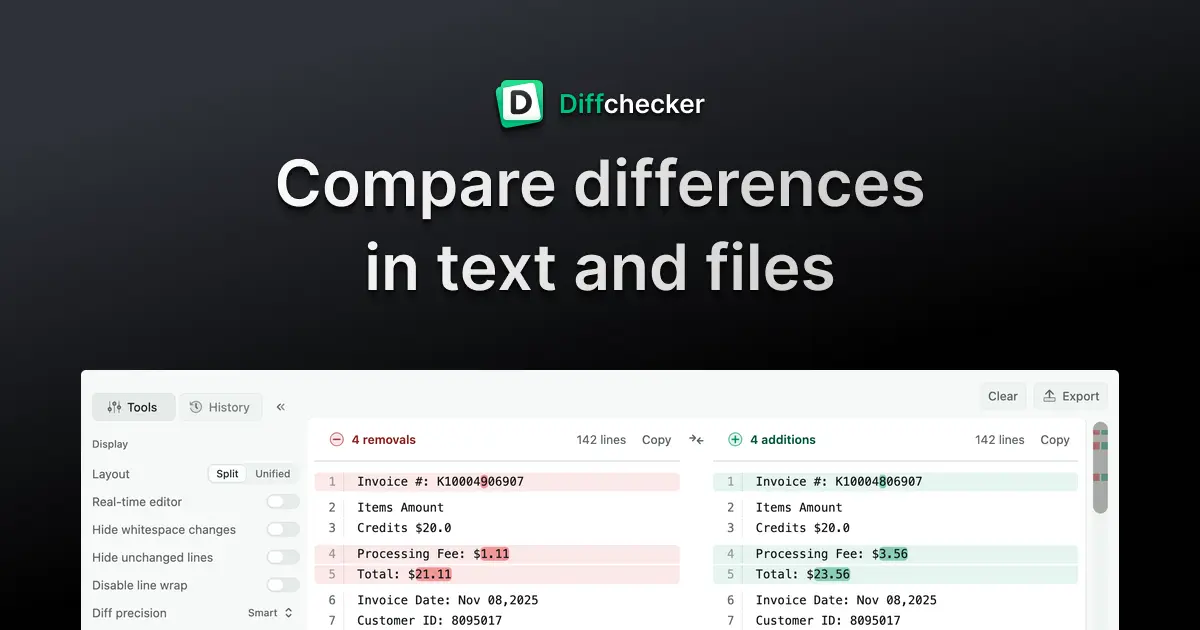 D Diffchecker
Compare differences
in text and files
Tools History «
Clear Export
Display
Layout Split Unified
Real-time editor
Hide whitespace changes
Hide unchanged lines
Disable line wrap
Diff precision Smart
4 removals 142 lines Copy
1 Invoice #: K10004906907
2 Items Amount
3 Credits $20.0
4 Processing Fee: $1.11
5 Total: $21.11
6 Invoice Date: Nov 08,2025
7 Customer ID: 8095017
4 additions 142 lines Copy
1 Invoice #: K10004806907
2 Items Amount
3 Credits $20.0
4 Processing Fee: $3.56
5 Total: $23.56
6 Invoice Date: Nov 08,2025
7 Customer ID: 8095017